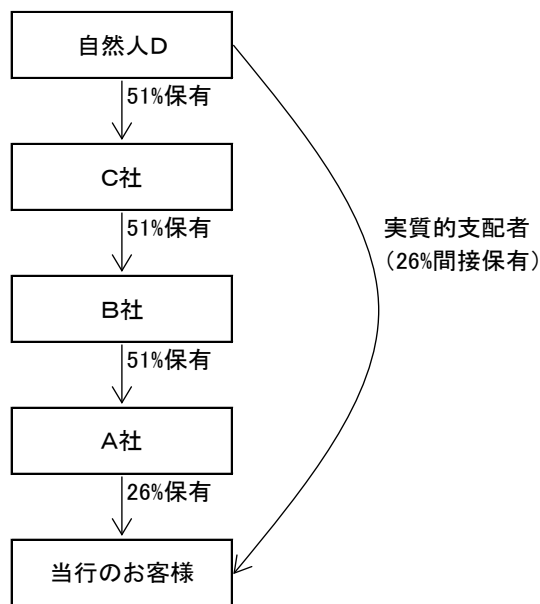 自然人D
51%保有
C社
51%保有
実質的支配者
(26%間接保有)
B社
51%保有
A社
26%保有
当行のお客様